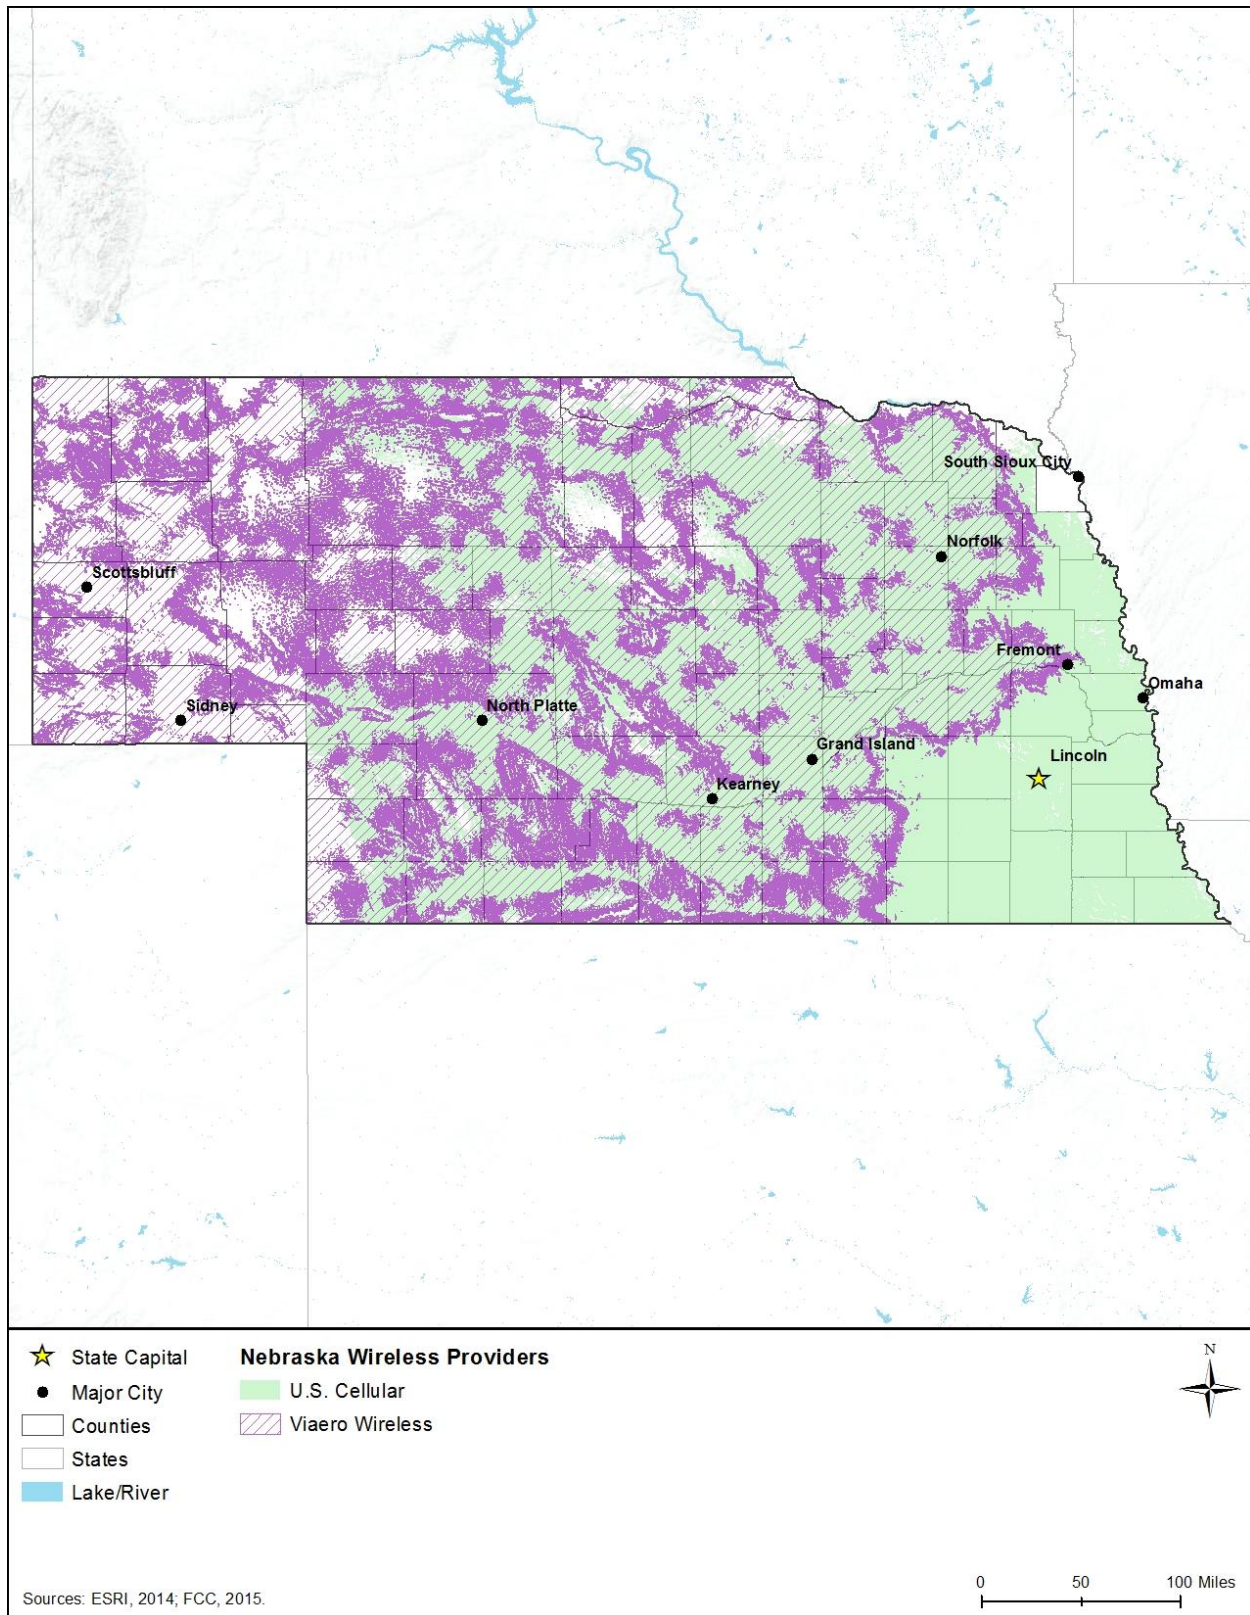 South Sioux City
Norfolk
Scottsbluff
Fremont
Omaha
Sidney
North Platte
Grand Island
Lincoln
Kearney
State Capital
Major City
Counties
States
Lake/River
Nebraska Wireless Providers
U.S. Cellular
Viaero Wireless
N
Sources: ESRI, 2014; FCC, 2015.
0 50 100 Miles